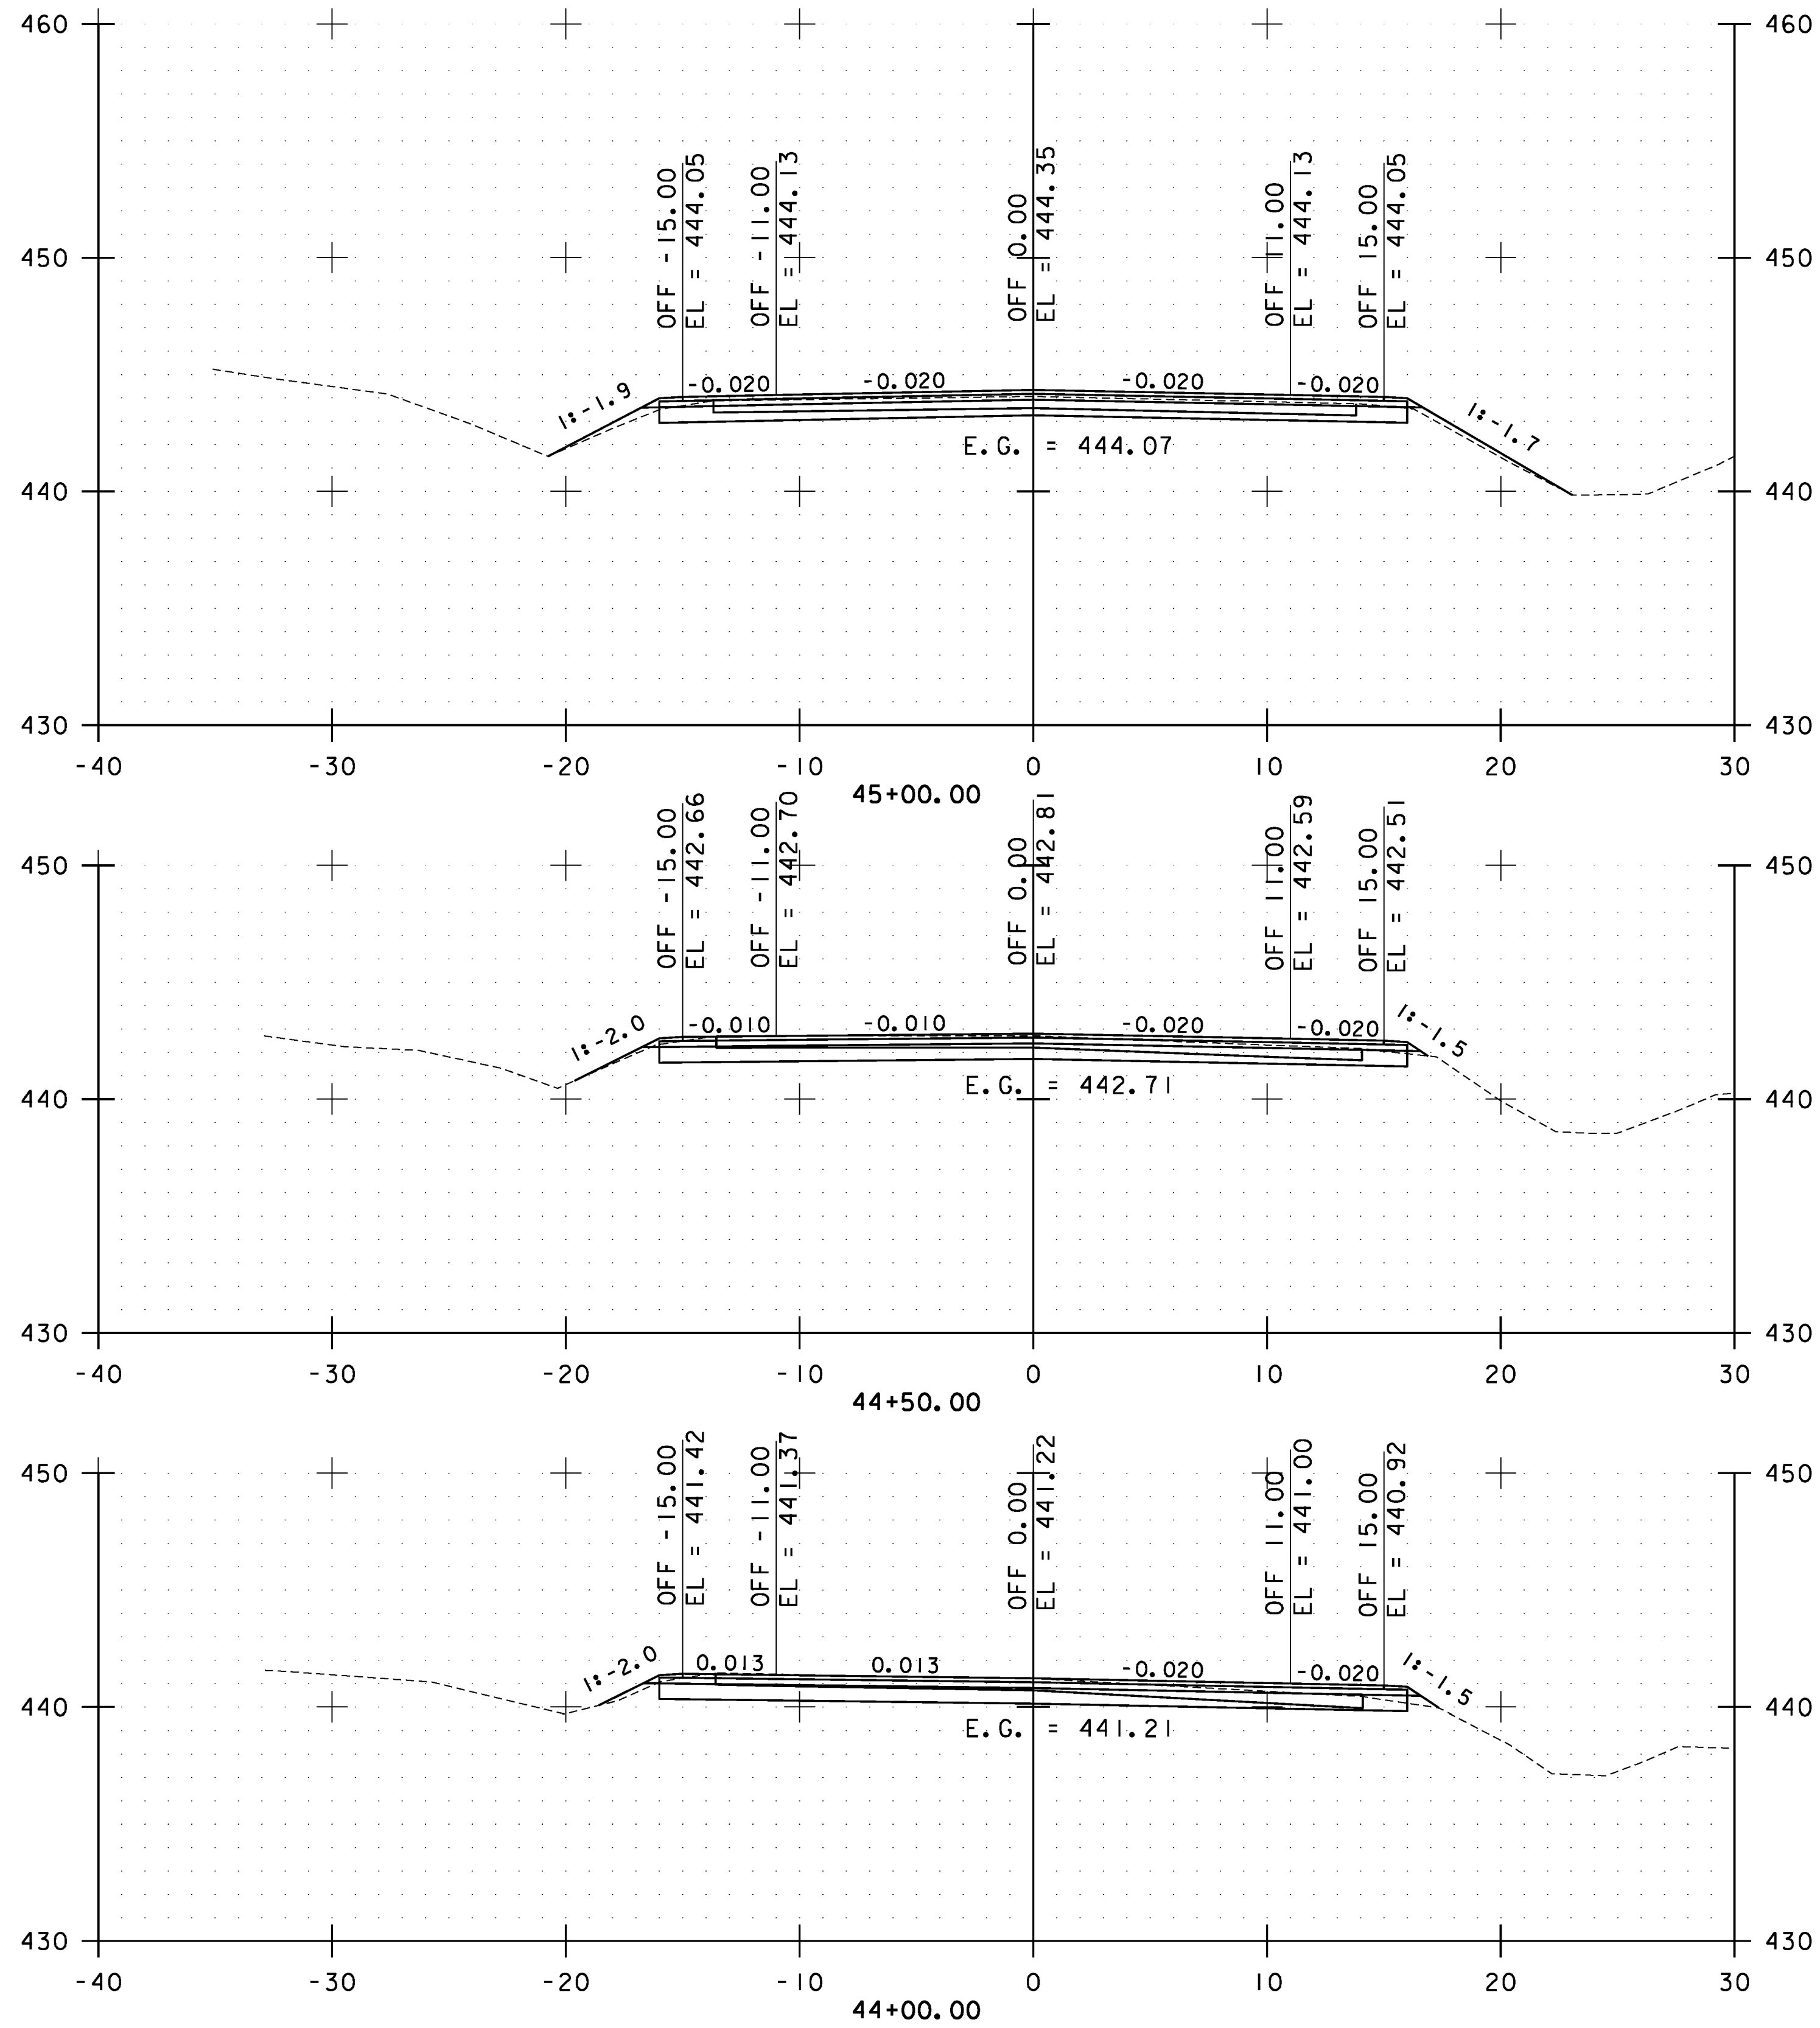 460 460
OFF -15.00
EL = 444.05
OFF -11.00
EL = 444.13
OFF 0.00
EL = 444.35
OFF 11.00
EL = 444.13
OFF 15.00
EL = 444.05
450 450
1:-1.9 -0.020 -0.020 -0.020 -0.020 1:-1.7
E.G. = 444.07
440 440
430 430
-40 -30 -20 -10 0 10 20 30
45+00.00
OFF -15.00
EL = 442.66
OFF -11.00
EL = 442.70
OFF 0.00
EL = 442.81
OFF 11.00
EL = 442.59
OFF 15.00
EL = 442.51
450 450
1:-2.0 -0.010 -0.010 -0.020 -0.020 1:-1.5
E.G. = 442.71
440 440
430 430
-40 -30 -20 -10 0 10 20 30
44+50.00
OFF -15.00
EL = 441.42
OFF -11.00
EL = 441.37
OFF 0.00
EL = 441.22
OFF 11.00
EL = 441.00
OFF 15.00
EL = 440.92
450 450
1:-2.0 0.013 0.013 -0.020 -0.020 1:-1.5
440 440
E.G. = 441.21
430 430
-40 -30 -20 -10 0 10 20 30
44+00.00